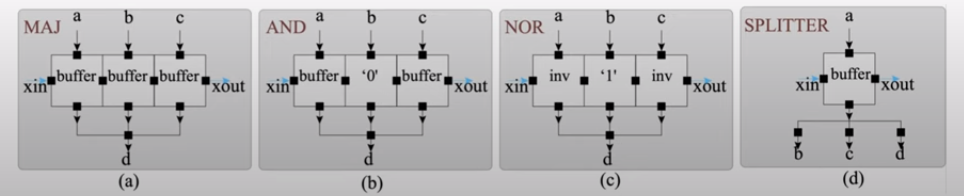 MAJ
a b c
xin buffer buffer buffer xout
d
(a)
AND
a b c
xin buffer '0' buffer xout
d
(b)
NOR
a b c
xin inv '1' inv xout
d
(c)
SPLITTER
a
xin buffer xout
b c d
(d)